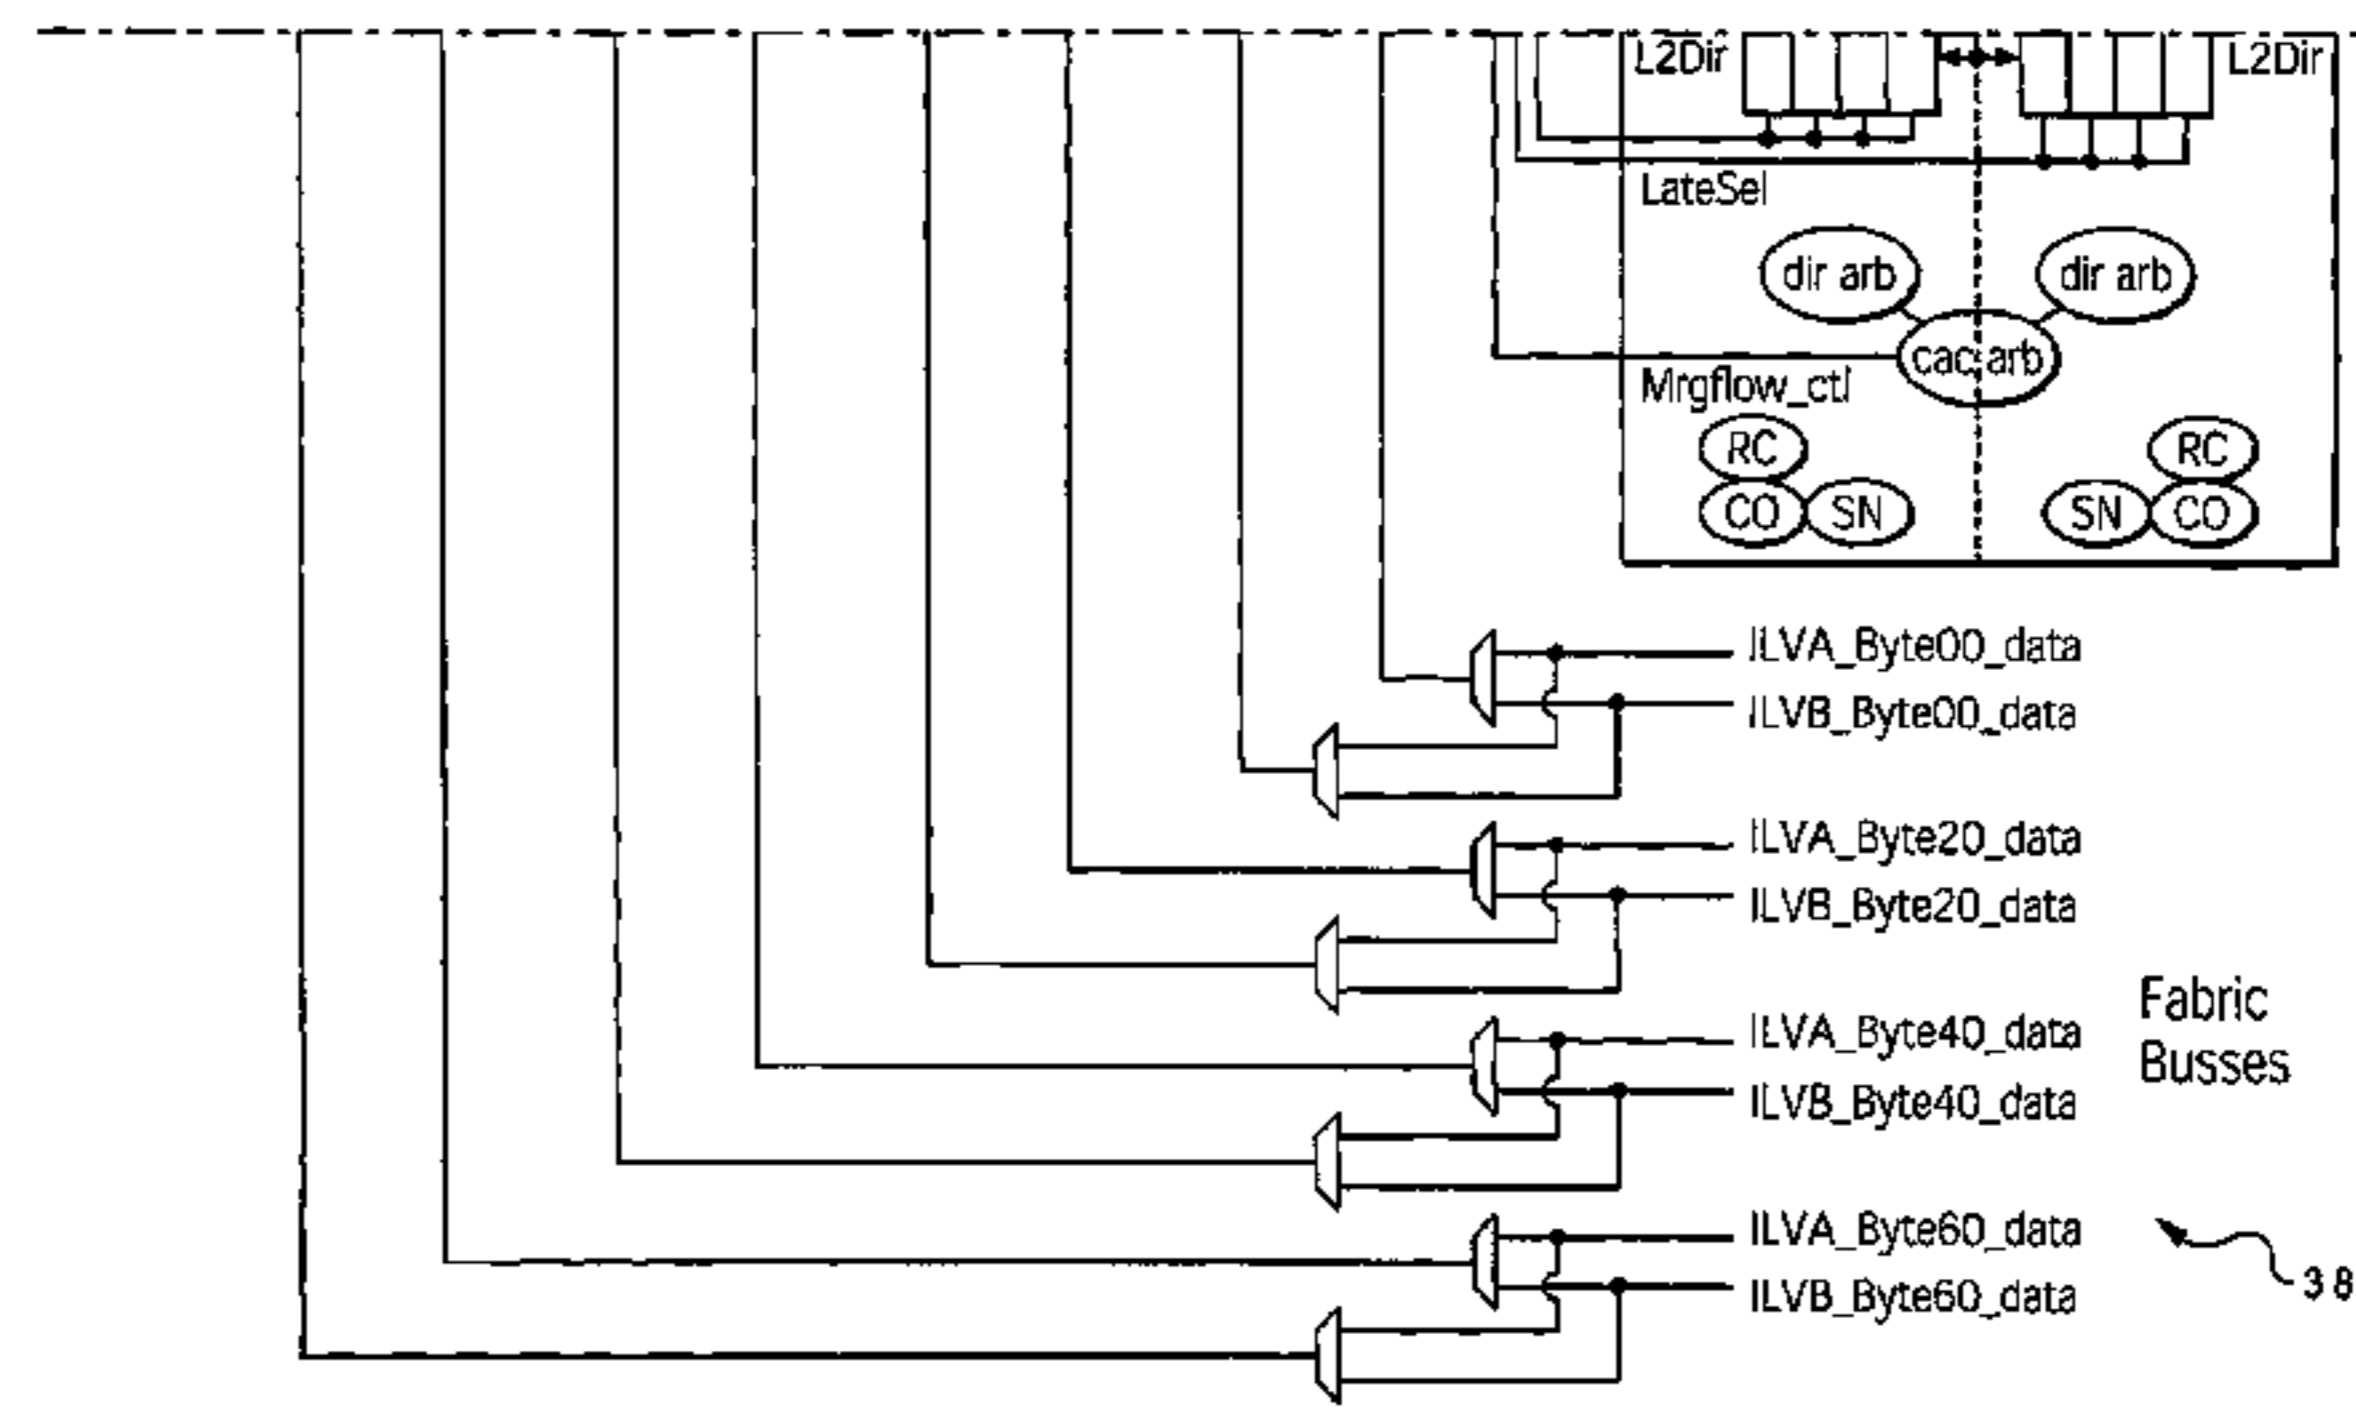 L2Dir L2Dir
LateSel
dir arb dir arb
cac arb
Mrgflow_ctl
RC RC
CO SN SN CO
ILVA_Byte00_data
ILVB_Byte00_data
ILVA_Byte20_data
ILVB_Byte20_data
Fabric
Busses
ILVA_Byte40_data
ILVB_Byte40_data
ILVA_Byte60_data
ILVB_Byte60_data
38